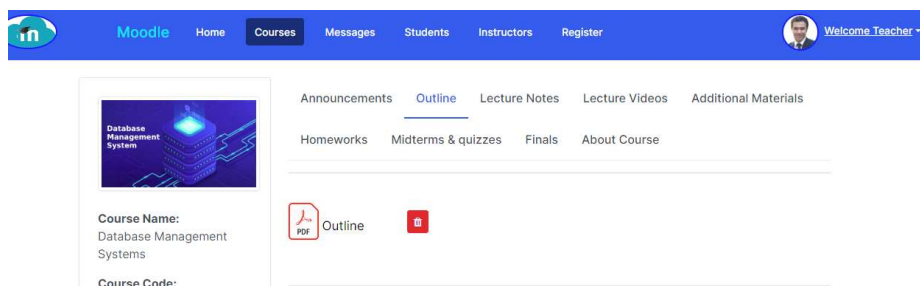 m
Moodle Home Courses Messages Students Instructors Register Welcome Teacher
Announcements Outline Lecture Notes Lecture Videos Additional Materials
Homeworks Midterms & quizzes Finals About Course
Database
Management
System
Course Name:
Database Management
Systems
Course Code:
PDF Outline